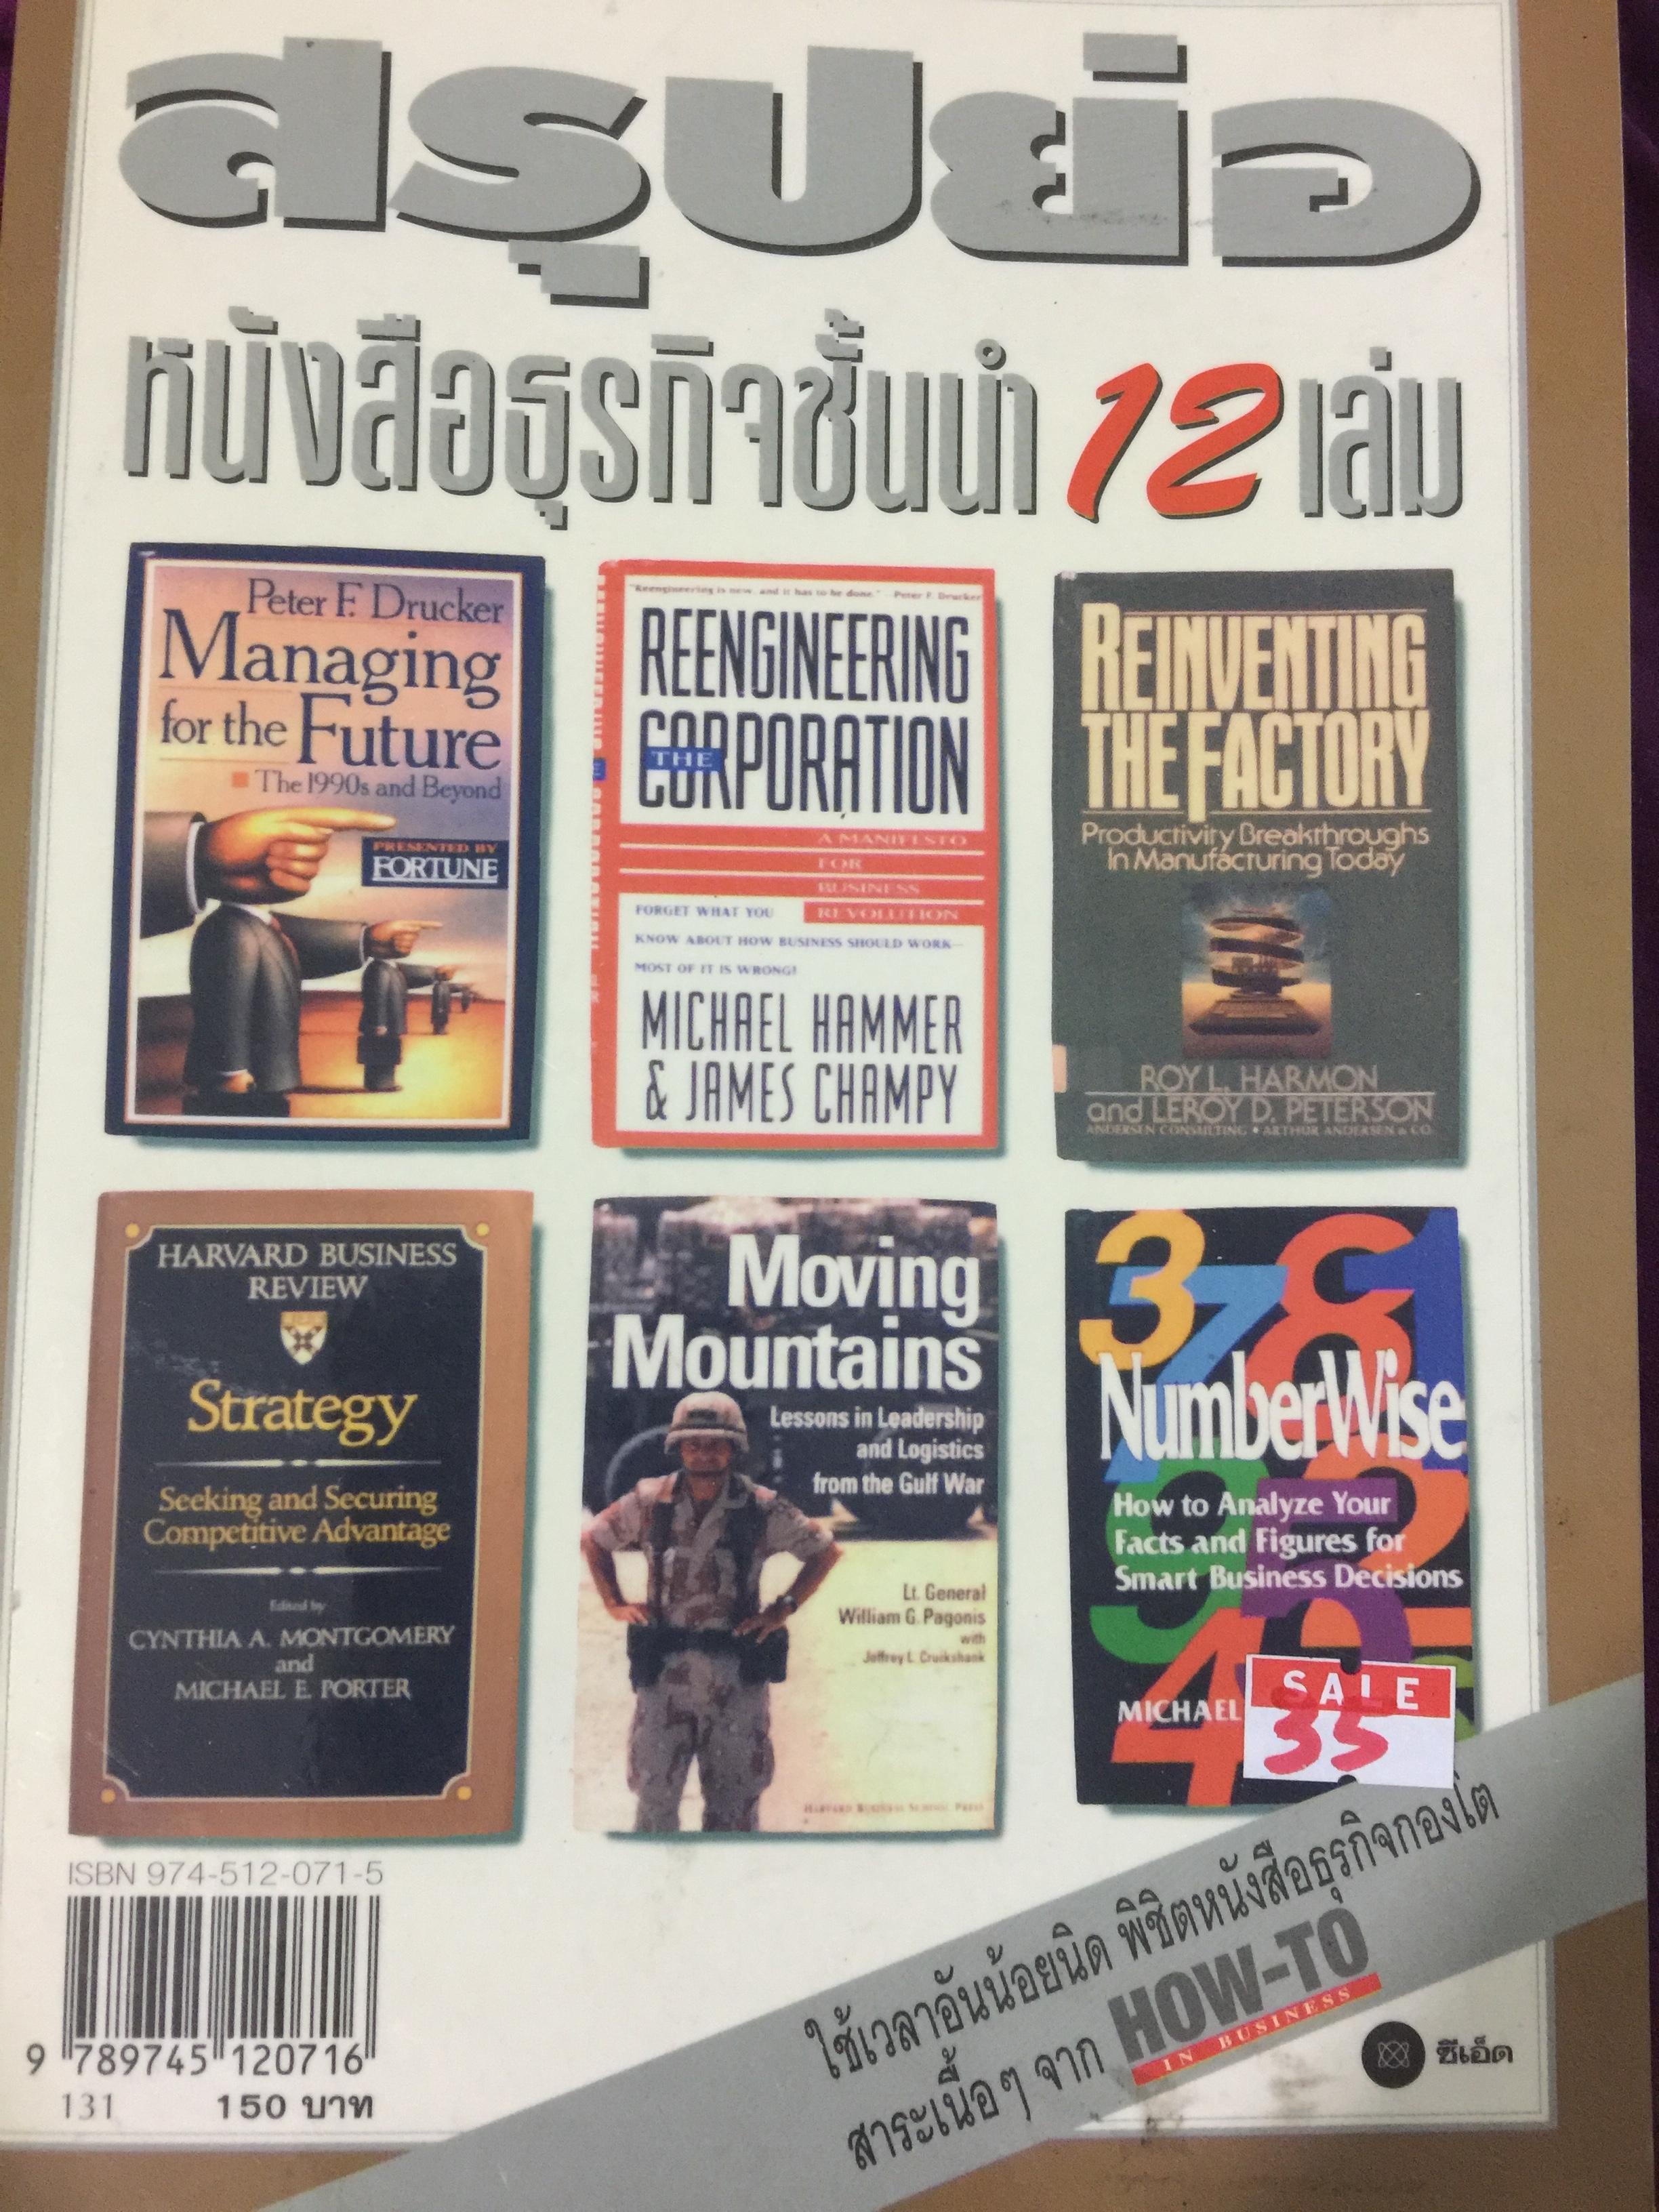 สรุปย่อ
หนังสือธุรกิจชั้นนำ 12 เล่ม
Peter F. Drucker
Managing
for the Future
The 1990s and Beyond
PRESENTED BY
FORTUNE
"Reengineering is new, and it has to be done." -Peter F. Drucker
REENGINEERING
THE
CORPORATION
A MANIFESTO
FOR
BUSINESS
REVOLUTION
FORGET WHAT YOU
KNOW ABOUT HOW BUSINESS SHOULD WORK—
MOST OF IT IS WRONG!
MICHAEL HAMMER
& JAMES CHAMPY
REINVENTING
THE FACTORY
Productivity Breakthroughs
In Manufacturing Today
ROY L. HARMON
and LEROY D. PETERSON
ANDERSEN CONSULTING • ARTHUR ANDERSEN & CO.
HARVARD BUSINESS
REVIEW
Strategy
Seeking and Securing
Competitive Advantage
Edited by
CYNTHIA A. MONTGOMERY
and
MICHAEL E. PORTER
Moving
Mountains
Lessons in Leadership
and Logistics
from the Gulf War
Lt. General
William G. Pagonis
with
Jeffrey L. Cruikshank
HARVARD BUSINESS SCHOOL PRESS
NumberWise
How to Analyze Your
Facts and Figures for
Smart Business Decisions
MICHAEL
SALE
35
ISBN 974-512-071-5
9 789745 120716
131 150 บาท
ใช้เวลาอันน้อยนิด พิชิตหนังสือธุรกิจกองโต
สาระเนื้อๆ จาก HOW-TO
IN BUSINESS
ซีเอ็ด